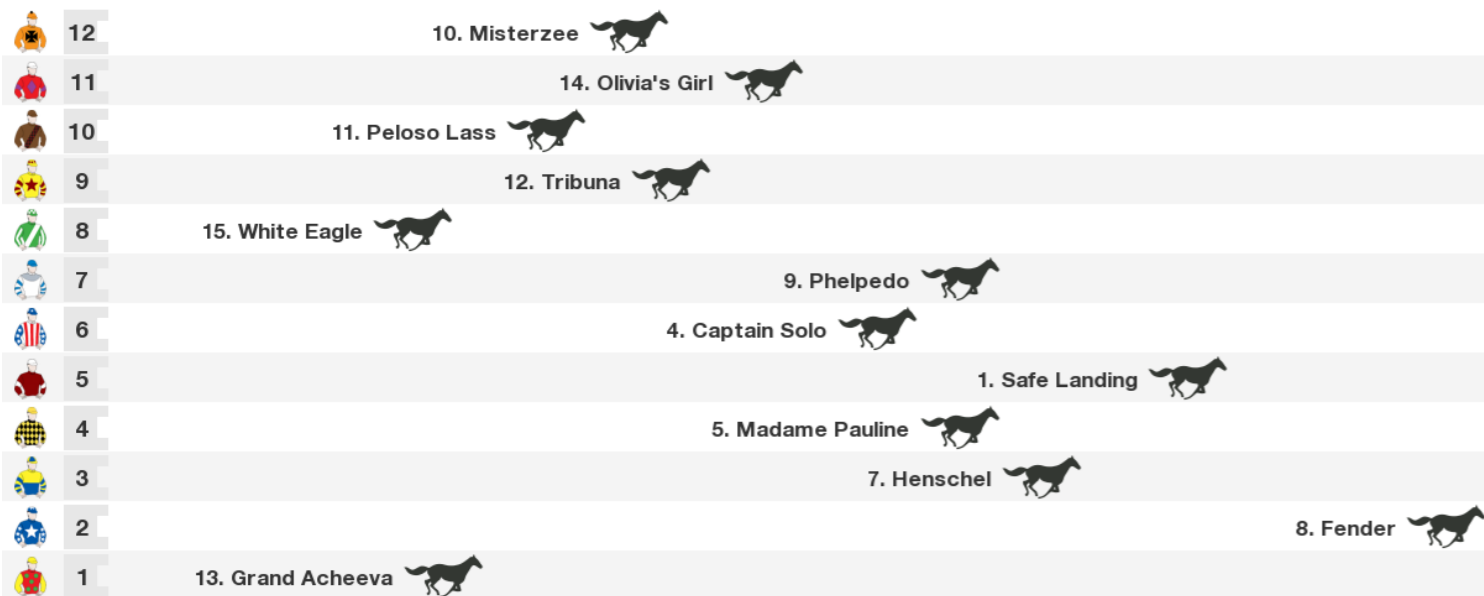 12 10. Misterzee
11 14. Olivia's Girl
10 11. Peloso Lass
9 12. Tribuna
8 15. White Eagle
7 9. Phelpedo
6 4. Captain Solo
5 1. Safe Landing
4 5. Madame Pauline
3 7. Henschel
2 8. Fender
1 13. Grand Acheeva